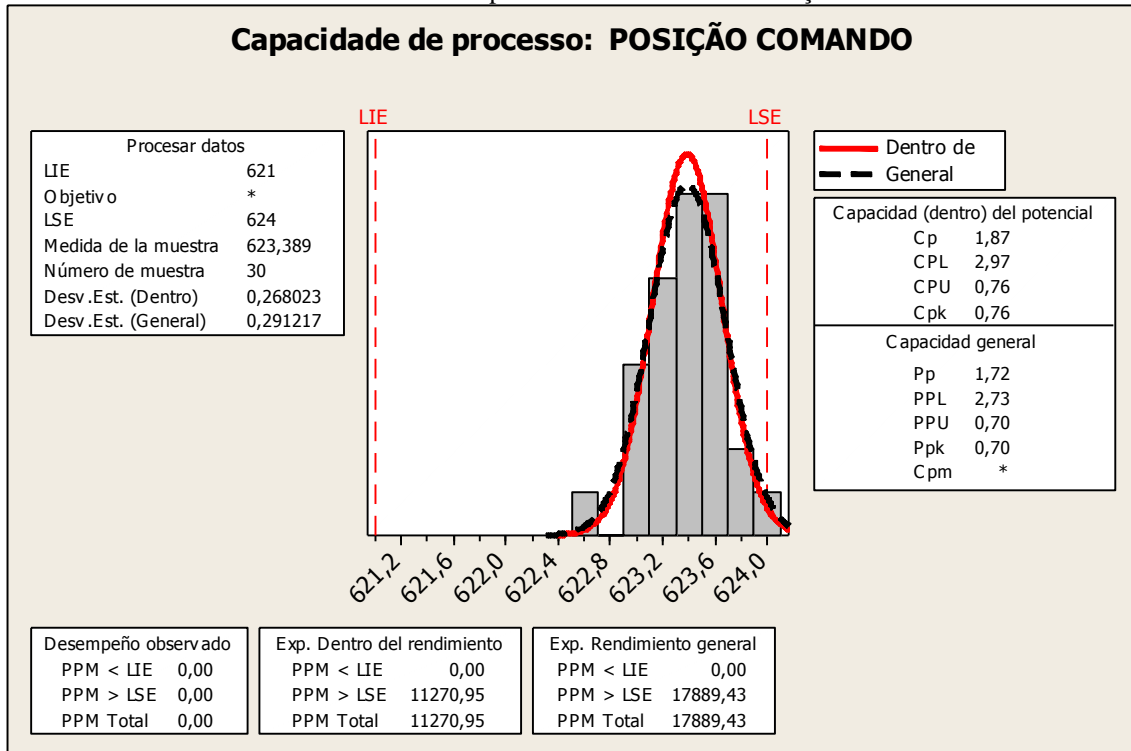 Capacidade de processo: POSIÇÃO COMANDO
LIE LSE
Procesar datos
LIE 621
Objetivo *
LSE 624
Medida de la muestra 623,389
Número de muestra 30
Desv.Est. (Dentro) 0,268023
Desv.Est. (General) 0,291217
Dentro de
General
Capacidad (dentro) del potencial
Cp 1,87
CPL 2,97
CPU 0,76
Cpk 0,76
Capacidad general
Pp 1,72
PPL 2,73
PPU 0,70
Ppk 0,70
Cpm *
621,2 621,6 622,0 622,4 622,8 623,2 623,6 624,0
Desempeño observado
PPM < LIE 0,00
PPM > LSE 0,00
PPM Total 0,00
Exp. Dentro del rendimiento
PPM < LIE 0,00
PPM > LSE 11270,95
PPM Total 11270,95
Exp. Rendimiento general
PPM < LIE 0,00
PPM > LSE 17889,43
PPM Total 17889,43